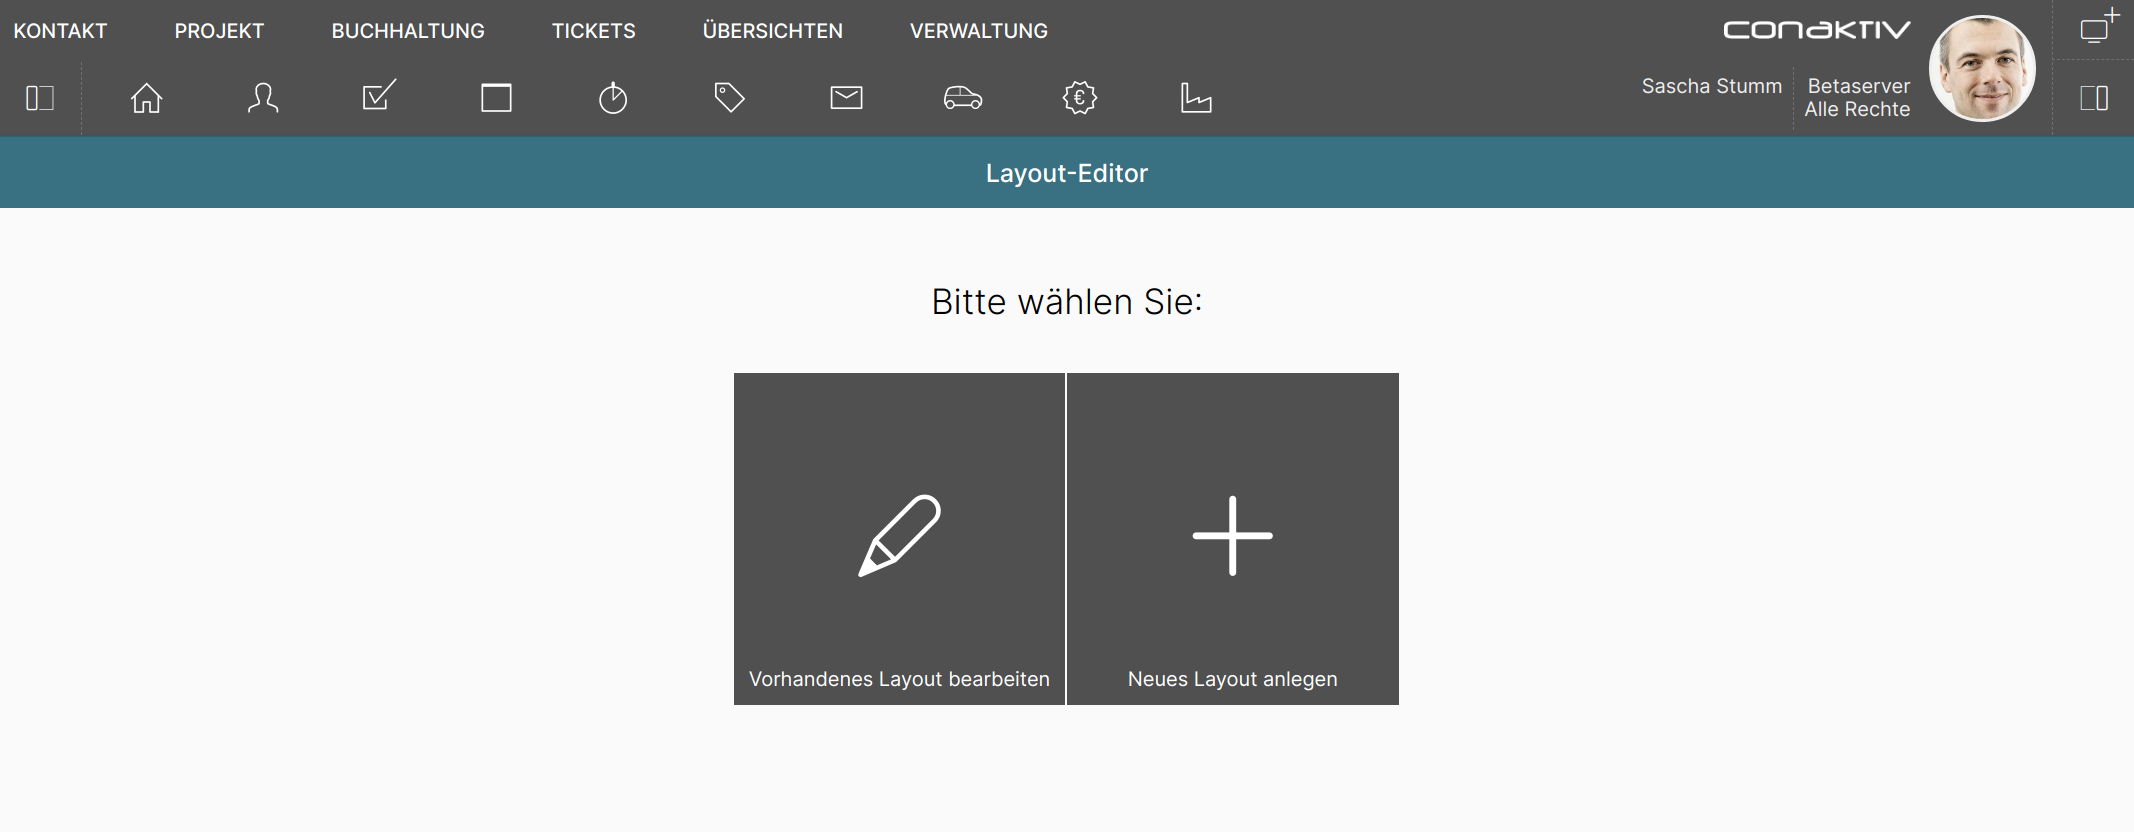 KONTAKT PROJEKT BUCHHALTUNG TICKETS ÜBERSICHTEN VERWALTUNG
conaktiv
Sascha Stumm
Betaserver
Alle Rechte
€
Layout-Editor
Bitte wählen Sie:
Vorhandenes Layout bearbeiten
Neues Layout anlegen